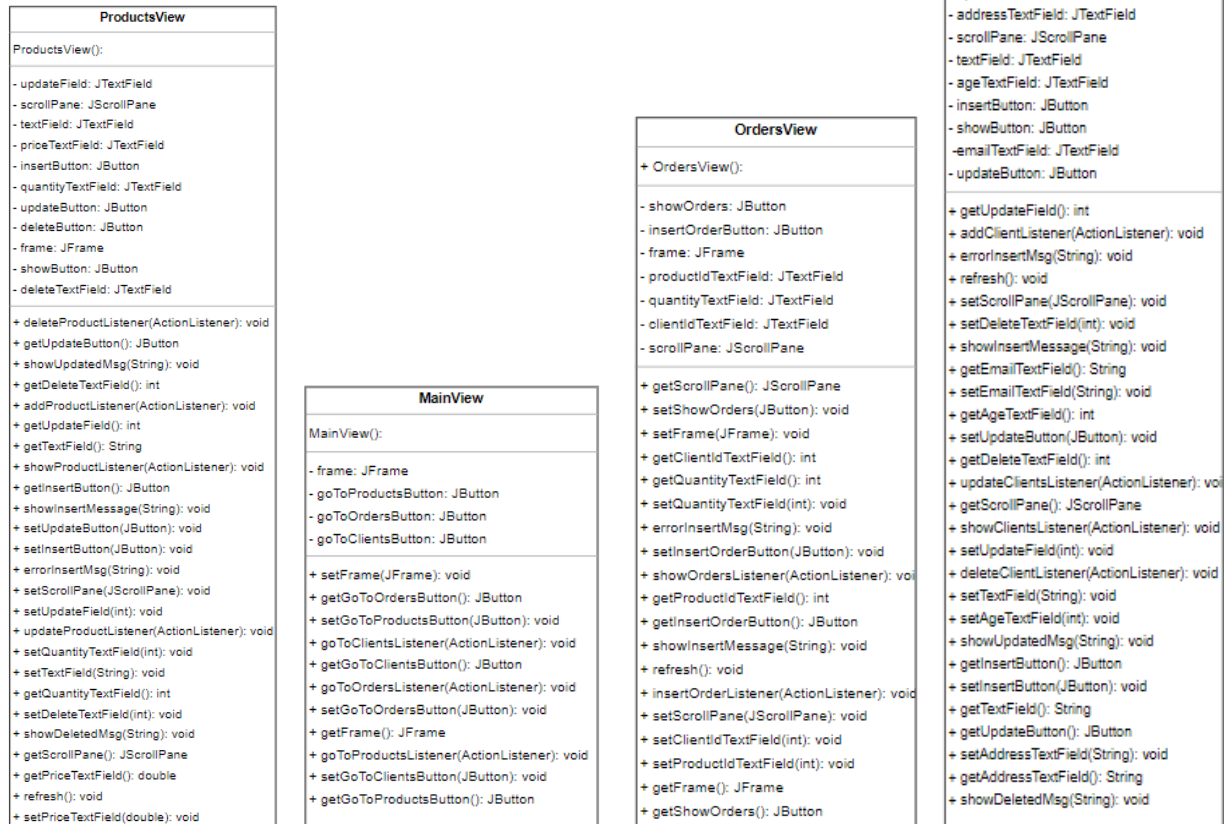 ProductsView
ProductsView():
- updateField: JTextField
- scrollPane: JScrollPane
- textField: JTextField
- priceTextField: JTextField
- insertButton: JButton
- quantityTextField: JTextField
- updateButton: JButton
- deleteButton: JButton
- frame: JFrame
- showButton: JButton
- deleteTextField: JTextField
+ deleteProductListener(ActionListener): void
+ getUpdateButton(): JButton
+ showUpdatedMsg(String): void
+ getDeleteTextField(): int
+ addProductListener(ActionListener): void
+ getUpdateField(): int
+ getTextField(): String
+ showProductListener(ActionListener): void
+ getInsertButton(): JButton
+ showInsertMessage(String): void
+ setUpdateButton(JButton): void
+ setInsertButton(JButton): void
+ errorInsertMsg(String): void
+ setScrollPane(JScrollPane): void
+ setUpdateField(int): void
+ updateProductListener(ActionListener): void
+ setQuantityTextField(int): void
+ setTextField(String): void
+ getQuantityTextField(): int
+ setDeleteTextField(int): void
+ showDeletedMsg(String): void
+ getScrollPane(): JScrollPane
+ getPriceTextField(): double
+ refresh(): void
+ setPriceTextField(double): void
MainView
MainView():
- frame: JFrame
- goToProductsButton: JButton
- goToOrdersButton: JButton
- goToClientsButton: JButton
+ setFrame(JFrame): void
+ getGoToOrdersButton(): JButton
+ setGoToProductsButton(JButton): void
+ goToClientsListener(ActionListener): void
+ getGoToClientsButton(): JButton
+ goToOrdersListener(ActionListener): void
+ setGoToOrdersButton(JButton): void
+ getFrame(): JFrame
+ goToProductsListener(ActionListener): void
+ setGoToClientsButton(JButton): void
+ getGoToProductsButton(): JButton
OrdersView
+ OrdersView():
- showOrders: JButton
- insertOrderButton: JButton
- frame: JFrame
- productIdTextField: JTextField
- quantityTextField: JTextField
- clientIdTextField: JTextField
- scrollPane: JScrollPane
+ getScrollPane(): JScrollPane
+ setShowOrders(JButton): void
+ setFrame(JFrame): void
+ getClientIdTextField(): int
+ getQuantityTextField(): int
+ setQuantityTextField(int): void
+ errorInsertMsg(String): void
+ setInsertOrderButton(JButton): void
+ showOrdersListener(ActionListener): voi
+ getProductIdTextField(): int
+ getInsertOrderButton(): JButton
+ showInsertMessage(String): void
+ refresh(): void
+ insertOrderListener(ActionListener): void
+ setScrollPane(JScrollPane): void
+ setClientIdTextField(int): void
+ setProductIdTextField(int): void
+ getFrame(): JFrame
+ getShowOrders(): JButton
- addressTextField: JTextField
- scrollPane: JScrollPane
- textField: JTextField
- ageTextField: JTextField
- insertButton: JButton
- showButton: JButton
-emailTextField: JTextField
- updateButton: JButton
+ getUpdateField(): int
+ addClientListener(ActionListener): void
+ errorInsertMsg(String): void
+ refresh(): void
+ setScrollPane(JScrollPane): void
+ setDeleteTextField(int): void
+ showInsertMessage(String): void
+ getEmailTextField(): String
+ setEmailTextField(String): void
+ getAgeTextField(): int
+ setUpdateButton(JButton): void
+ getDeleteTextField(): int
+ updateClientsListener(ActionListener): voi
+ getScrollPane(): JScrollPane
+ showClientsListener(ActionListener): void
+ setUpdateField(int): void
+ deleteClientListener(ActionListener): void
+ setTextField(String): void
+ setAgeTextField(int): void
+ showUpdatedMsg(String): void
+ getInsertButton(): JButton
+ setInsertButton(JButton): void
+ getTextField(): String
+ getUpdateButton(): JButton
+ setAddressTextField(String): void
+ getAddressTextField(): String
+ showDeletedMsg(String): void